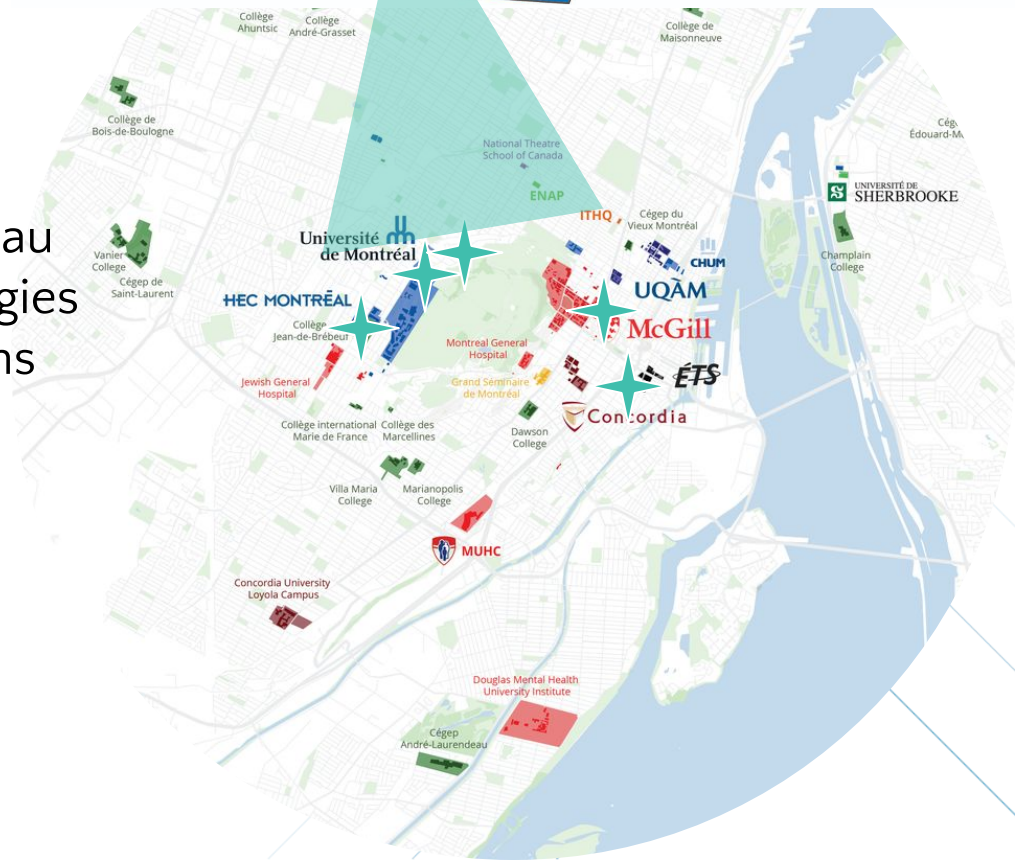 Collège
Ahuntsic
Collège
André-Grasset
Collège de
Maisonneuve
Collège de
Bois-de-Boulogne
National Theatre
School of Canada
ENAP
ITHQ
Cégep du
Vieux Montréal
UNIVERSITÉ DE
SHERBROOKE
Champlain
College
Vanier
College
Cégep de
Saint-Laurent
au
gies
ns
Université
de Montréal
CHUM
HEC MONTRÉAL
UQÀM
McGill
Collège
Jean-de-Brébeuf
Montreal General
Hospital
Jewish General
Hospital
Grand Séminaire
de Montréal
ÉTS
Concordia
Collège international
Marie de France
Collège des
Marcellines
Dawson
College
Villa Maria
College
Marianopolis
College
MUHC
Concordia University
Loyola Campus
Douglas Mental Health
University Institute
Cégep
André-Laurendeau